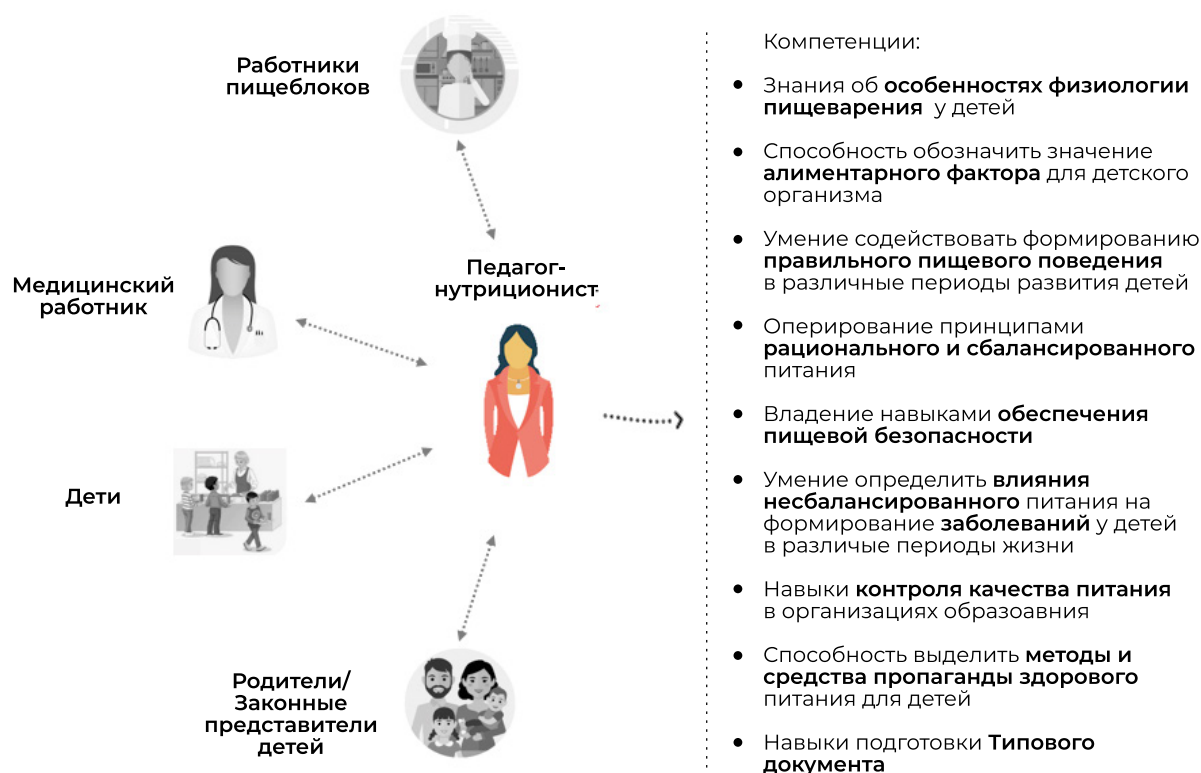 Работники
пищеблоков
Медицинский
работник
Педагог-
нутриционист
Дети
Родители/
Законные
представители
детей
Компетенции:
● Знания об особенностях физиологии
пищеварения у детей
● Способность обозначить значение
алиментарного фактора для детского
организма
● Умение содействовать формированию
правильного пищевого поведения
в различные периоды развития детей
● Оперирование принципами
рационального и сбалансированного
питания
● Владение навыками обеспечения
пищевой безопасности
● Умение определить влияния
несбалансированного питания на
формирование заболеваний у детей
в различые периоды жизни
● Навыки контроля качества питания
в организациях образоавния
● Способность выделить методы и
средства пропаганды здорового
питания для детей
● Навыки подготовки Типового
документа